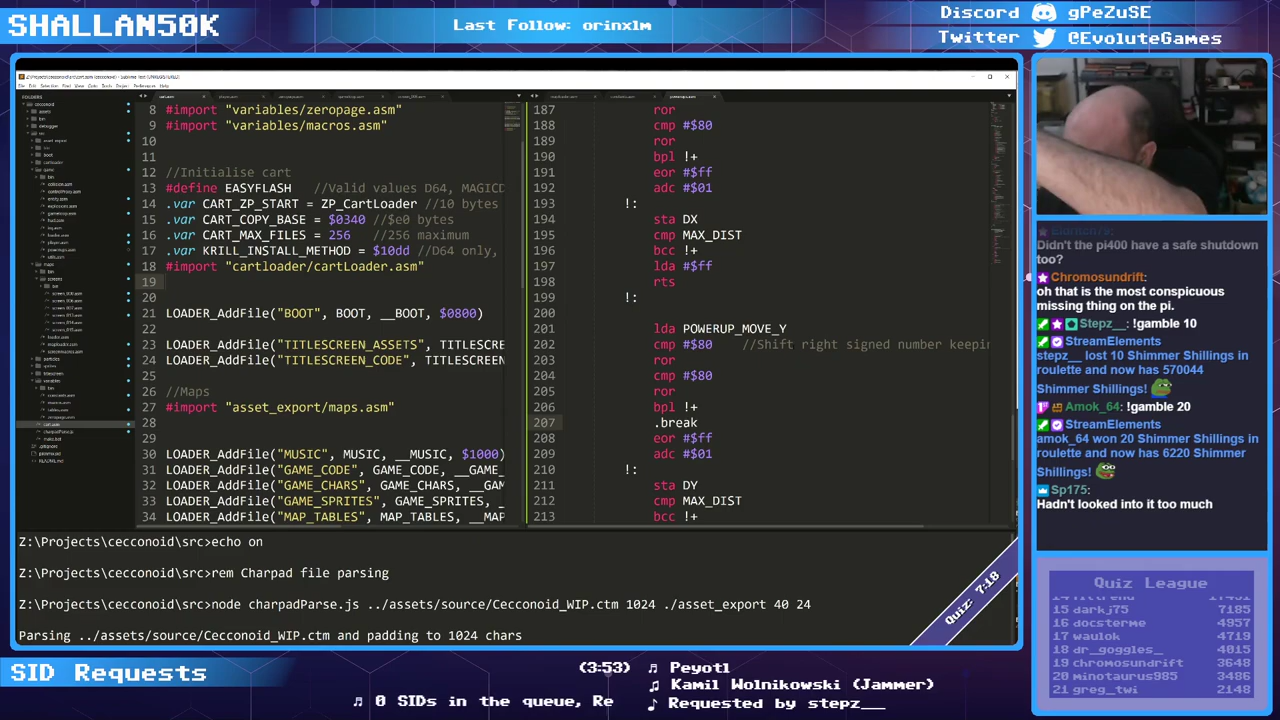 SHALLAN50K
Last Follow: orinxlm
Discord gPeZuSE
Twitter @EvoluteGames
FOLDERS
8 #import "variables/zeropage.asm"
9 #import "variables/macros.asm"
10
11
12 //Initialise cart
13 #define EASYFLASH //Valid values D64, MAGICD
14 .var CART_ZP_START = ZP_CartLoader //10 bytes
15 .var CART_COPY_BASE = $0340 //$e0 bytes
16 .var CART_MAX_FILES = 256 //256 maximum
17 .var KRILL_INSTALL_METHOD = $10dd //D64 only,
18 #import "cartloader/cartLoader.asm"
19
20
21 LOADER_AddFile("BOOT", BOOT, __BOOT, $0800)
22
23 LOADER_AddFile("TITLESCREEN_ASSETS", TITLESCRE
24 LOADER_AddFile("TITLESCREEN_CODE", TITLESCREEN
25
26 //Maps
27 #import "asset_export/maps.asm"
28
29
30 LOADER_AddFile("MUSIC", MUSIC, __MUSIC, $1000)
31 LOADER_AddFile("GAME_CODE", GAME_CODE, __GAME_
32 LOADER_AddFile("GAME_CHARS", GAME_CHARS, __GAM
33 LOADER_AddFile("GAME_SPRITES", GAME_SPRITES, _
34 LOADER_AddFile("MAP_TABLES", MAP_TABLES, __MAP
187 ror
188 cmp #$80
189 ror
190 bpl !+
191 eor #$ff
192 adc #$01
193 !:
194 sta DX
195 cmp MAX_DIST
196 bcc !+
197 lda #$ff
198 rts
199 !:
200
201 lda POWERUP_MOVE_Y
202 cmp #$80 //Shift right signed number keepin
203 ror
204 cmp #$80
205 ror
206 bpl !+
207 .break
208 eor #$ff
209 adc #$01
210 !:
211 sta DY
212 cmp MAX_DIST
213 bcc !+
Z:\Projects\cecconoid\src>echo on
Z:\Projects\cecconoid\src>rem Charpad file parsing
Z:\Projects\cecconoid\src>node charpadParse.js ../assets/source/Cecconoid_WIP.ctm 1024 ./asset_export 40 24
Parsing ../assets/source/Cecconoid_WIP.ctm and padding to 1024 chars
Quiz: 7:18
Didn't the pi400 have a safe shutdown
too?
Chromosundrift:
oh that is the most conspicuous
missing thing on the pi.
Stepz__: !gamble 10
StreamElements
stepz__ lost 10 Shimmer Shillings in
roulette and now has 570044
Shimmer Shillings!
Amok_64: !gamble 20
StreamElements
amok_64 won 20 Shimmer Shillings in
roulette and now has 6220 Shimmer
Shillings!
Sp175:
Hadn't looked into it too much
Quiz League
15 darkj75 7185
16 docsterme 4957
17 waulok 4719
18 dr_goggles_ 4015
19 chromosundrift 3648
20 minotaurus985 3486
21 greg_twi 2148
SID Requests
(3:53) Peyotl
Kamil Wolnikowski (Jammer)
Requested by stepz__
0 SIDs in the queue, Re